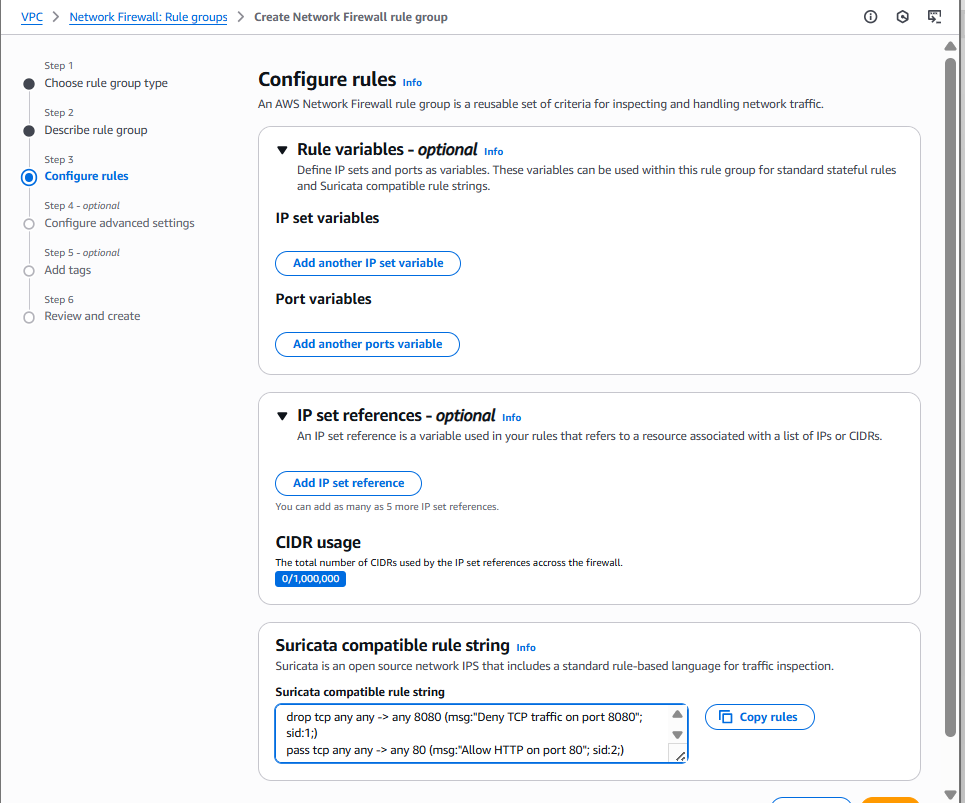 VPC > Network Firewall: Rule groups > Create Network Firewall rule group
Step 1
Choose rule group type
Step 2
Describe rule group
Step 3
Configure rules
Step 4 - optional
Configure advanced settings
Step 5 - optional
Add tags
Step 6
Review and create
Configure rules Info
An AWS Network Firewall rule group is a reusable set of criteria for inspecting and handling network traffic.
Rule variables - optional Info
Define IP sets and ports as variables. These variables can be used within this rule group for standard stateful rules
and Suricata compatible rule strings.
IP set variables
Add another IP set variable
Port variables
Add another ports variable
IP set references - optional Info
An IP set reference is a variable used in your rules that refers to a resource associated with a list of IPs or CIDRs.
Add IP set reference
You can add as many as 5 more IP set references.
CIDR usage
The total number of CIDRs used by the IP set references accross the firewall.
0/1,000,000
Suricata compatible rule string Info
Suricata is an open source network IPS that includes a standard rule-based language for traffic inspection.
Suricata compatible rule string
drop tcp any any -> any 8080 (msg:"Deny TCP traffic on port 8080";
sid:1;)
pass tcp any any -> any 80 (msg:"Allow HTTP on port 80"; sid:2;)
Copy rules